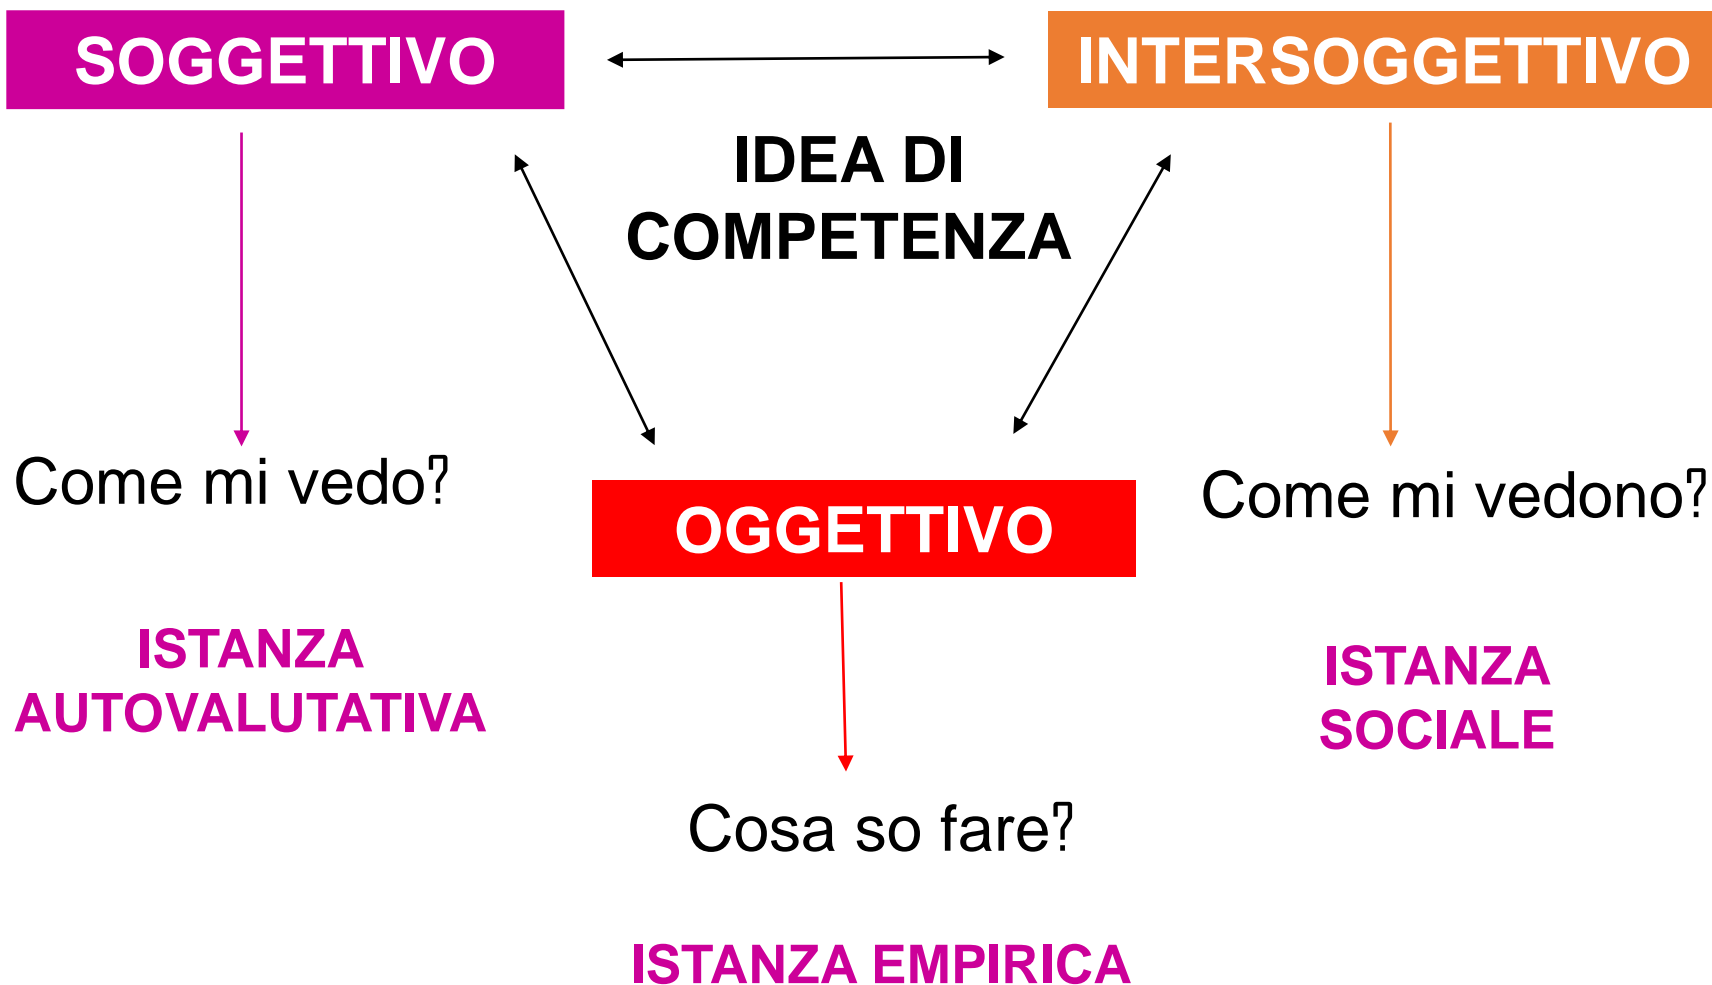 SOGGETTIVO
INTERSOGGETTIVO
IDEA DI
COMPETENZA
Come mi vedo?
OGGETTIVO
Come mi vedono?
ISTANZA
AUTOVALUTATIVA
ISTANZA
SOCIALE
Cosa so fare?
ISTANZA EMPIRICA